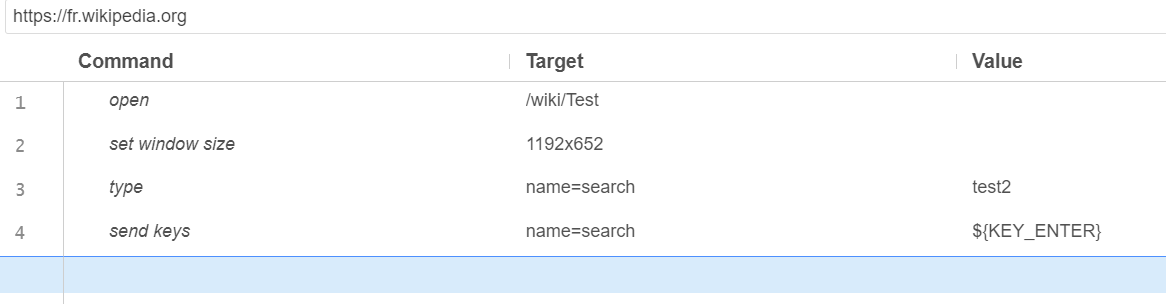 https://fr.wikipedia.org
Command Target Value
1 open /wiki/Test
2 set window size 1192x652
3 type name=search test2
4 send keys name=search ${KEY_ENTER}